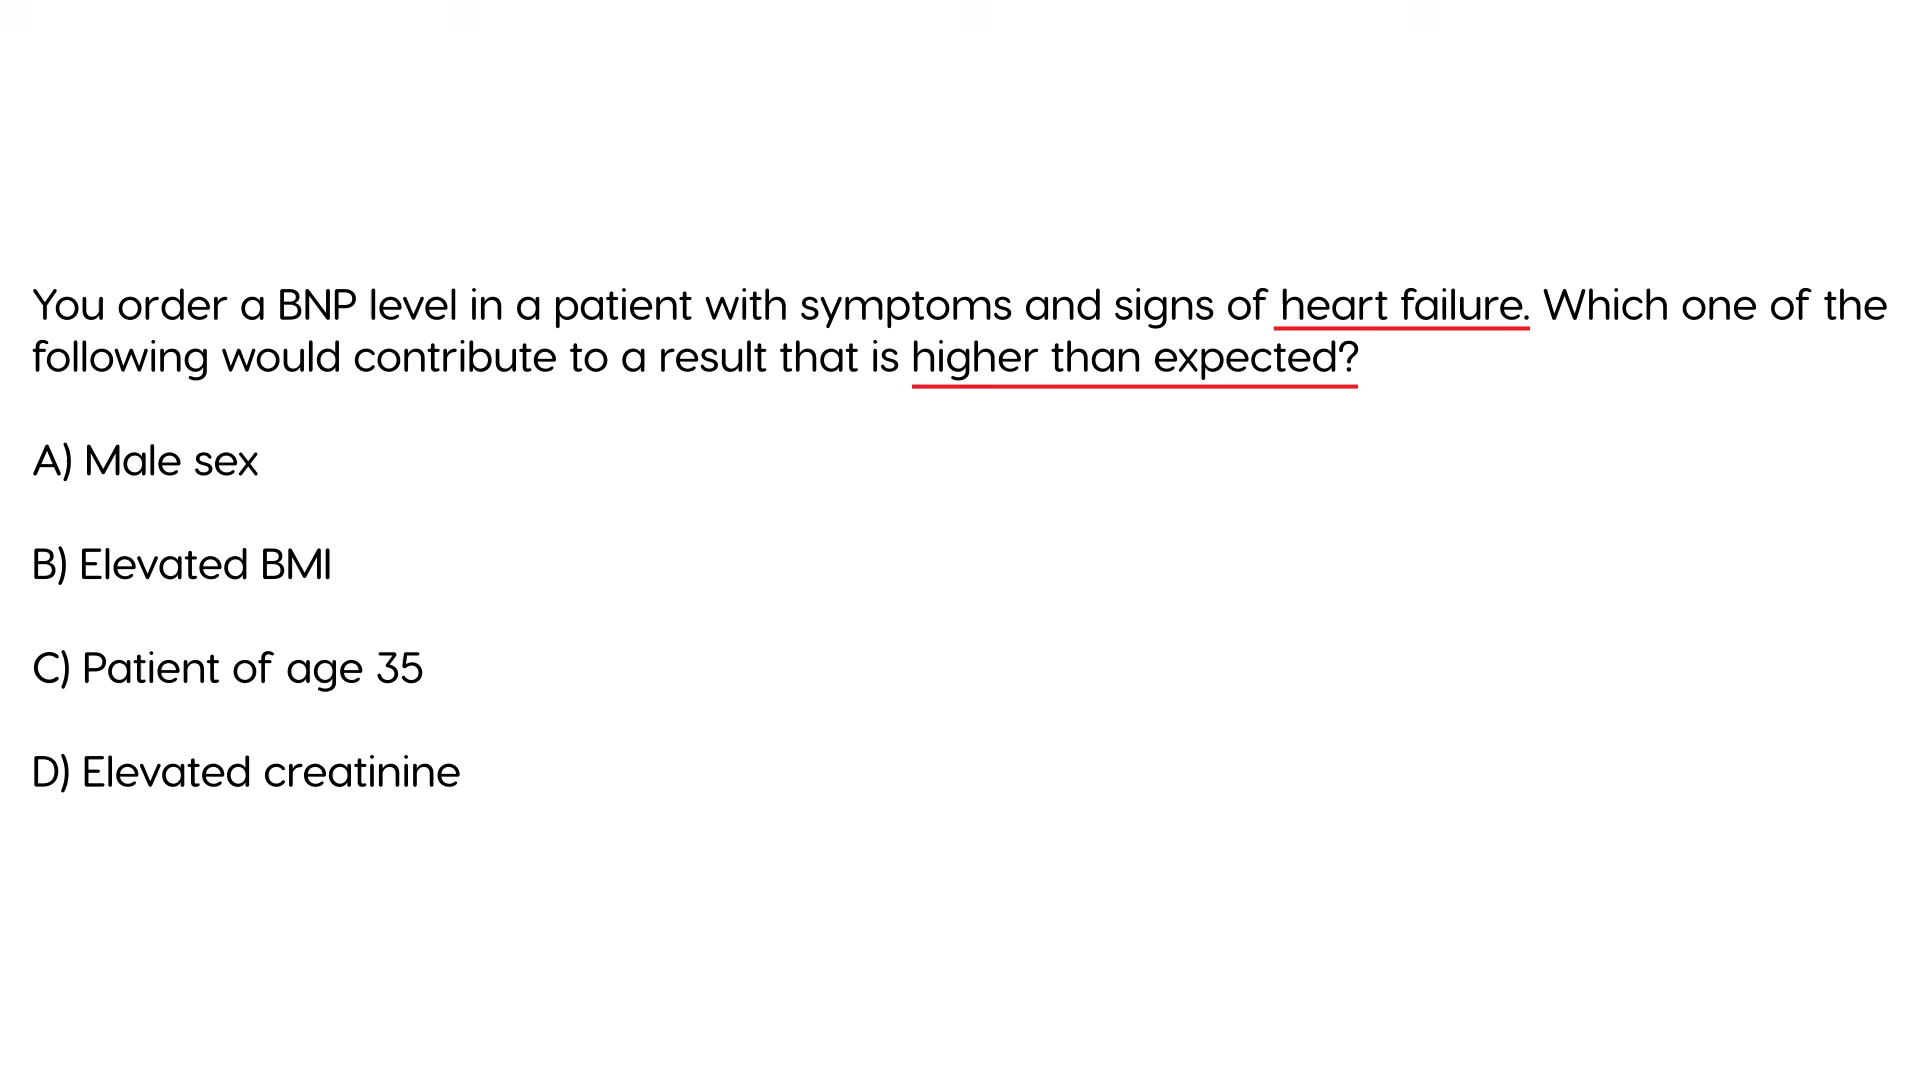 You order a BNP level in a patient with symptoms and signs of heart failure. Which one of the
following would contribute to a result that is higher than expected?
A) Male sex
B) Elevated BMI
C) Patient of age 35
D) Elevated creatinine